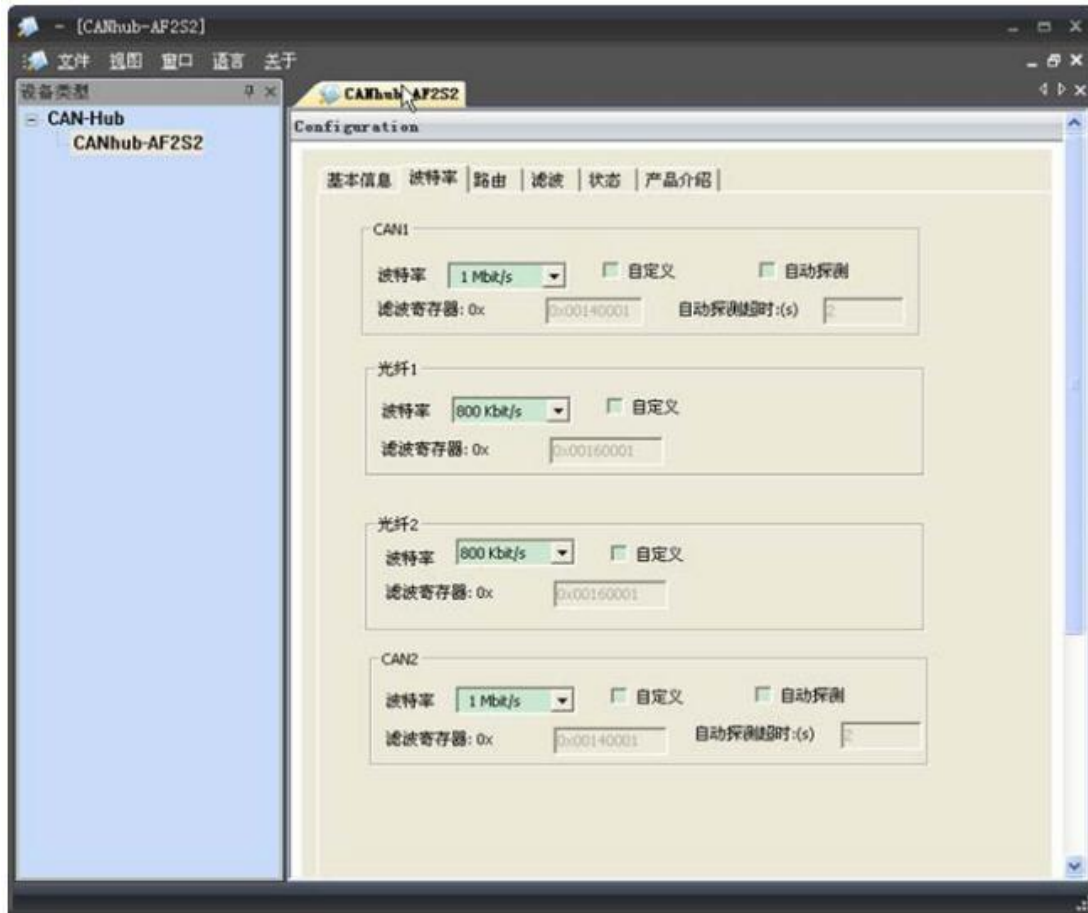 - [CANhub-AF2S2]
文件 视图 窗口 语言 关于
设备类型
CANhub-AF2S2
CAN-Hub
CANhub-AF2S2
Configuration
基本信息 波特率 路由 滤波 状态 产品介绍
CAN1
波特率 1 Mbit/s 自定义 自动探测
滤波寄存器: 0x 0x00140001 自动探测超时:(s) 2
光纤1
波特率 800 Kbit/s 自定义
滤波寄存器: 0x 0x00160001
光纤2
波特率 800 Kbit/s 自定义
滤波寄存器: 0x 0x00160001
CAN2
波特率 1 Mbit/s 自定义 自动探测
滤波寄存器: 0x 0x00140001 自动探测超时:(s) 2